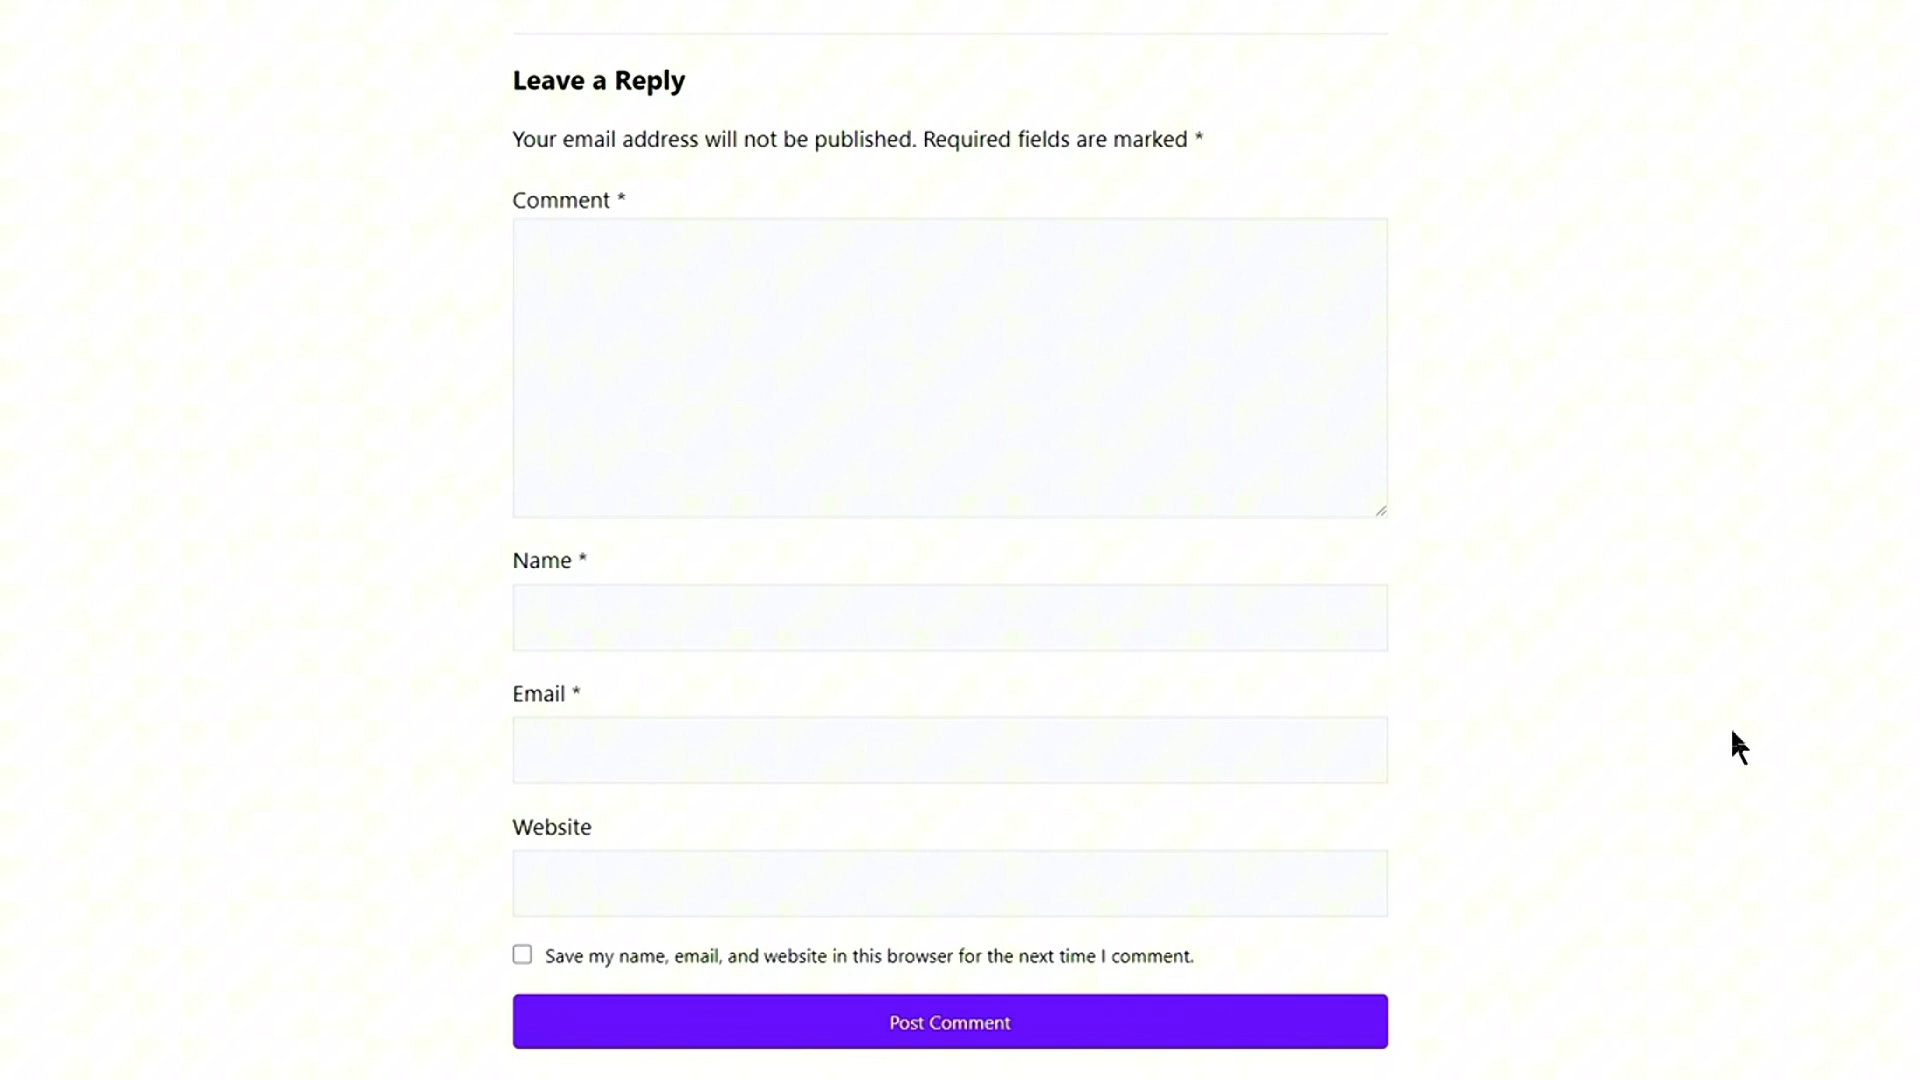 Leave a Reply
Your email address will not be published. Required fields are marked *
Comment *
Name *
Email *
Website
Save my name, email, and website in this browser for the next time I comment.
Post Comment